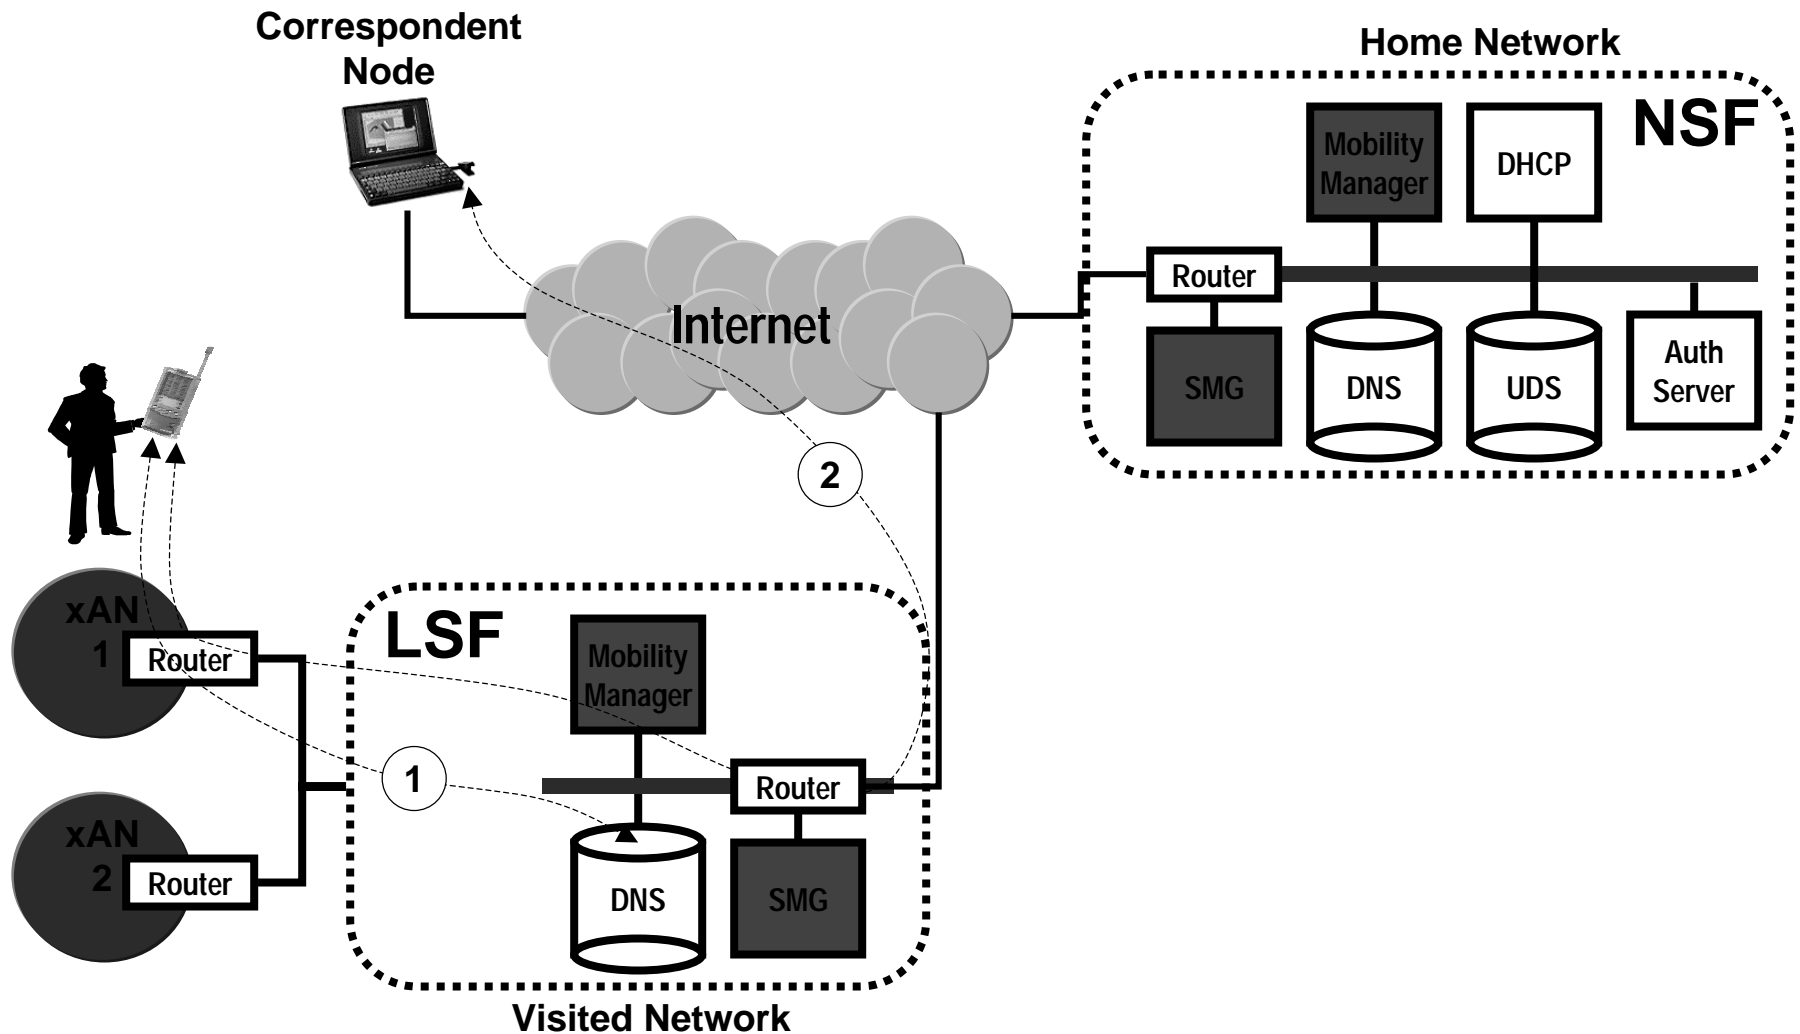 Correspondent
Node
Home Network
NSF
Mobility
Manager
DHCP
Router
SMG
DNS
UDS
Auth
Server
Internet
2
xAN
1
Router
xAN
2
Router
LSF
Mobility
Manager
1
Router
DNS
SMG
Visited Network